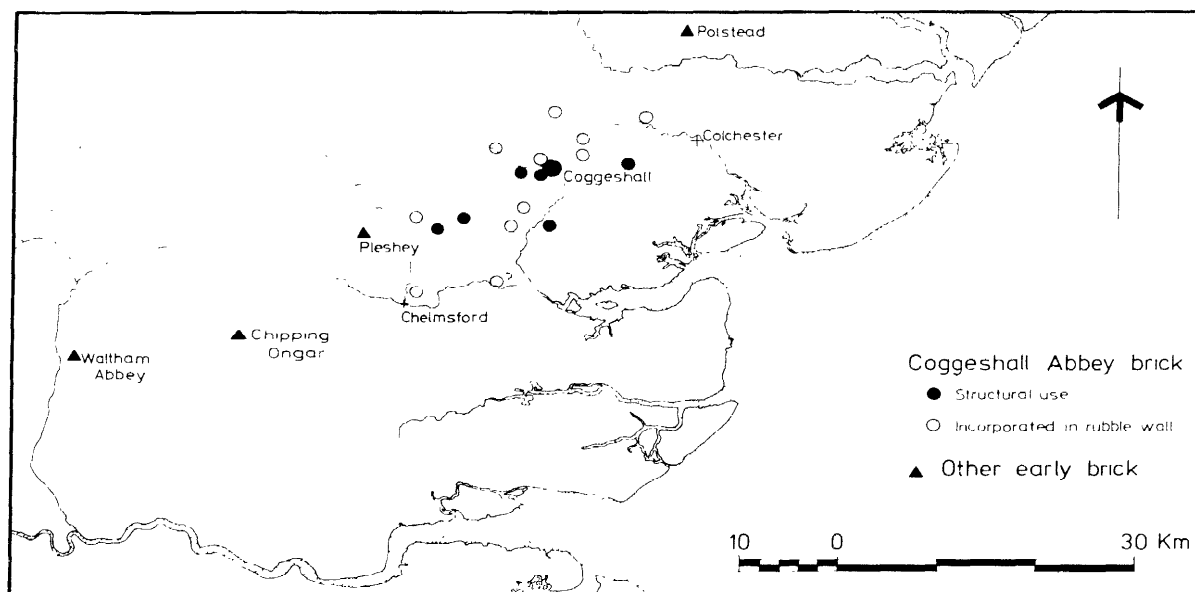 Polstead
Colchester
Coggeshall
Pleshey
Chelmsford
Chipping
Ongar
Waltham
Abbey
Coggeshall Abbey brick
Structural use
Incorporated in rubble wall
Other early brick
10 0 30 Km